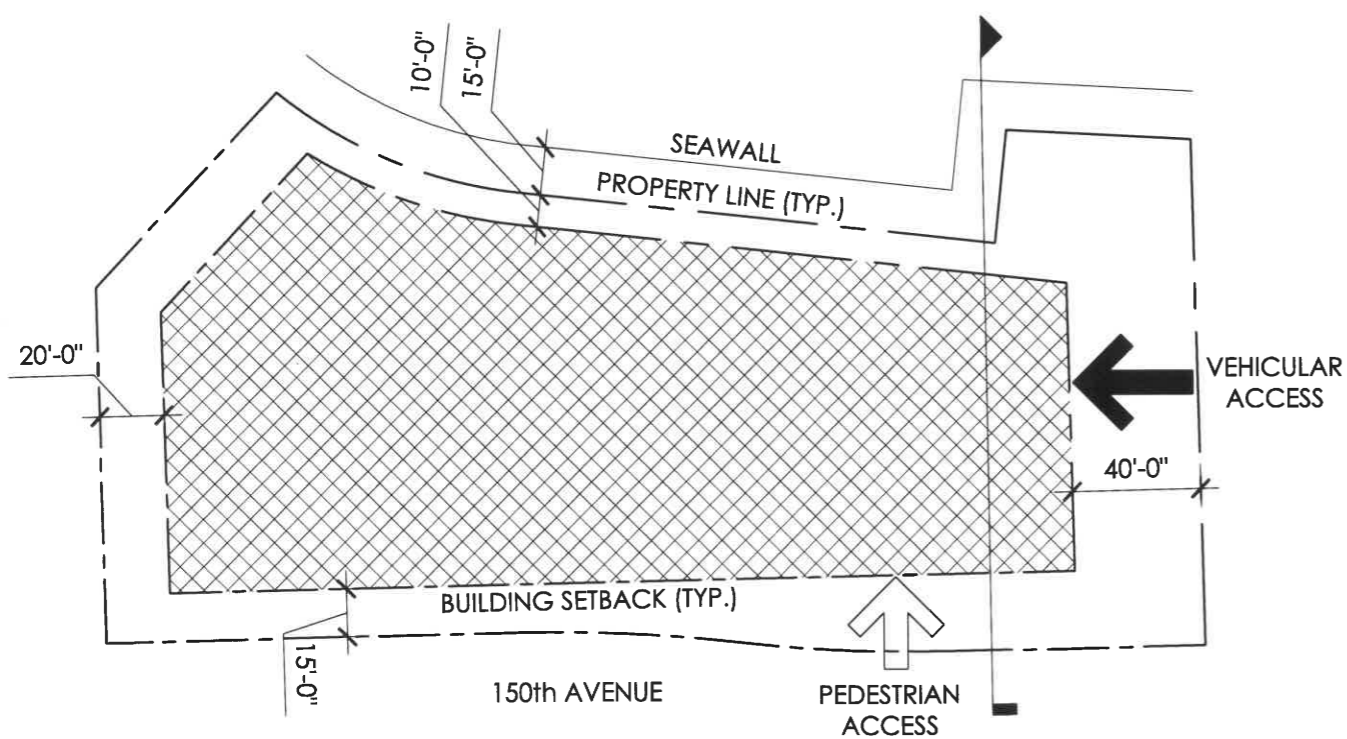 10'-0"
15'-0"
SEAWALL
PROPERTY LINE (TYP.)
20'-0"
VEHICULAR
ACCESS
40'-0"
BUILDING SETBACK (TYP.)
15'-0"
150th AVENUE
PEDESTRIAN
ACCESS